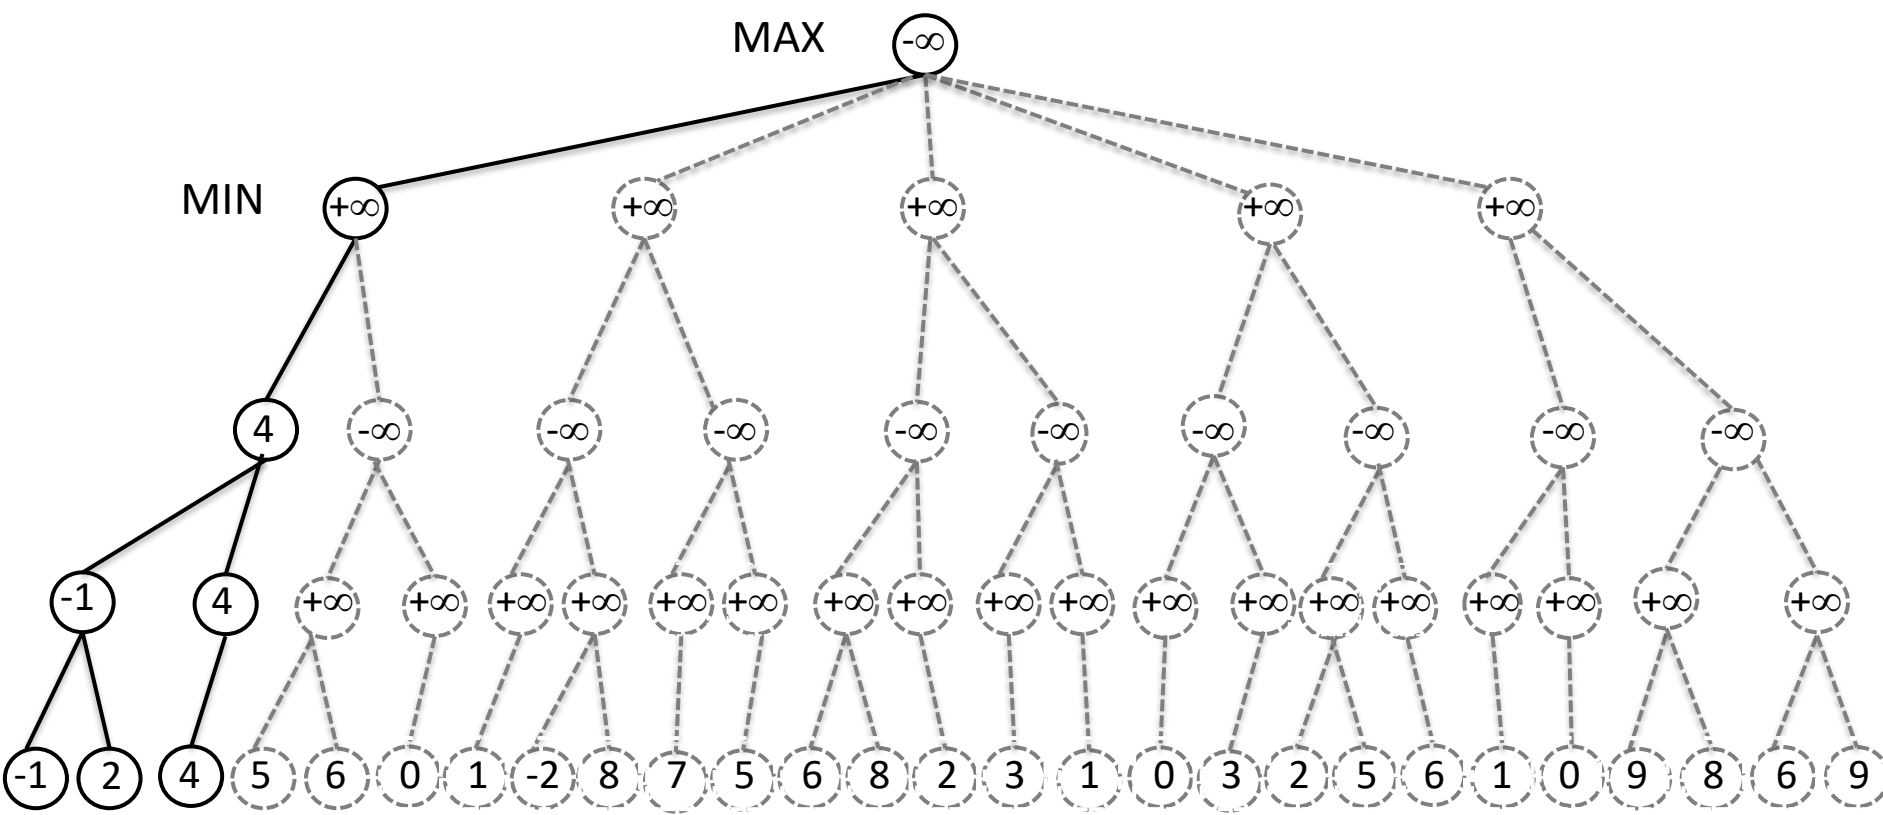 MAX -∞
MIN +∞ +∞ +∞ +∞ +∞
4 -∞ -∞ -∞ -∞ -∞ -∞ -∞ -∞ -∞
-1 4 +∞ +∞ +∞ +∞ +∞ +∞ +∞ +∞ +∞ +∞ +∞ +∞ +∞ +∞ +∞ +∞ +∞ +∞
-1 2 4 5 6 0 1 -2 8 7 5 6 8 2 3 1 0 3 2 5 6 1 0 9 8 6 9